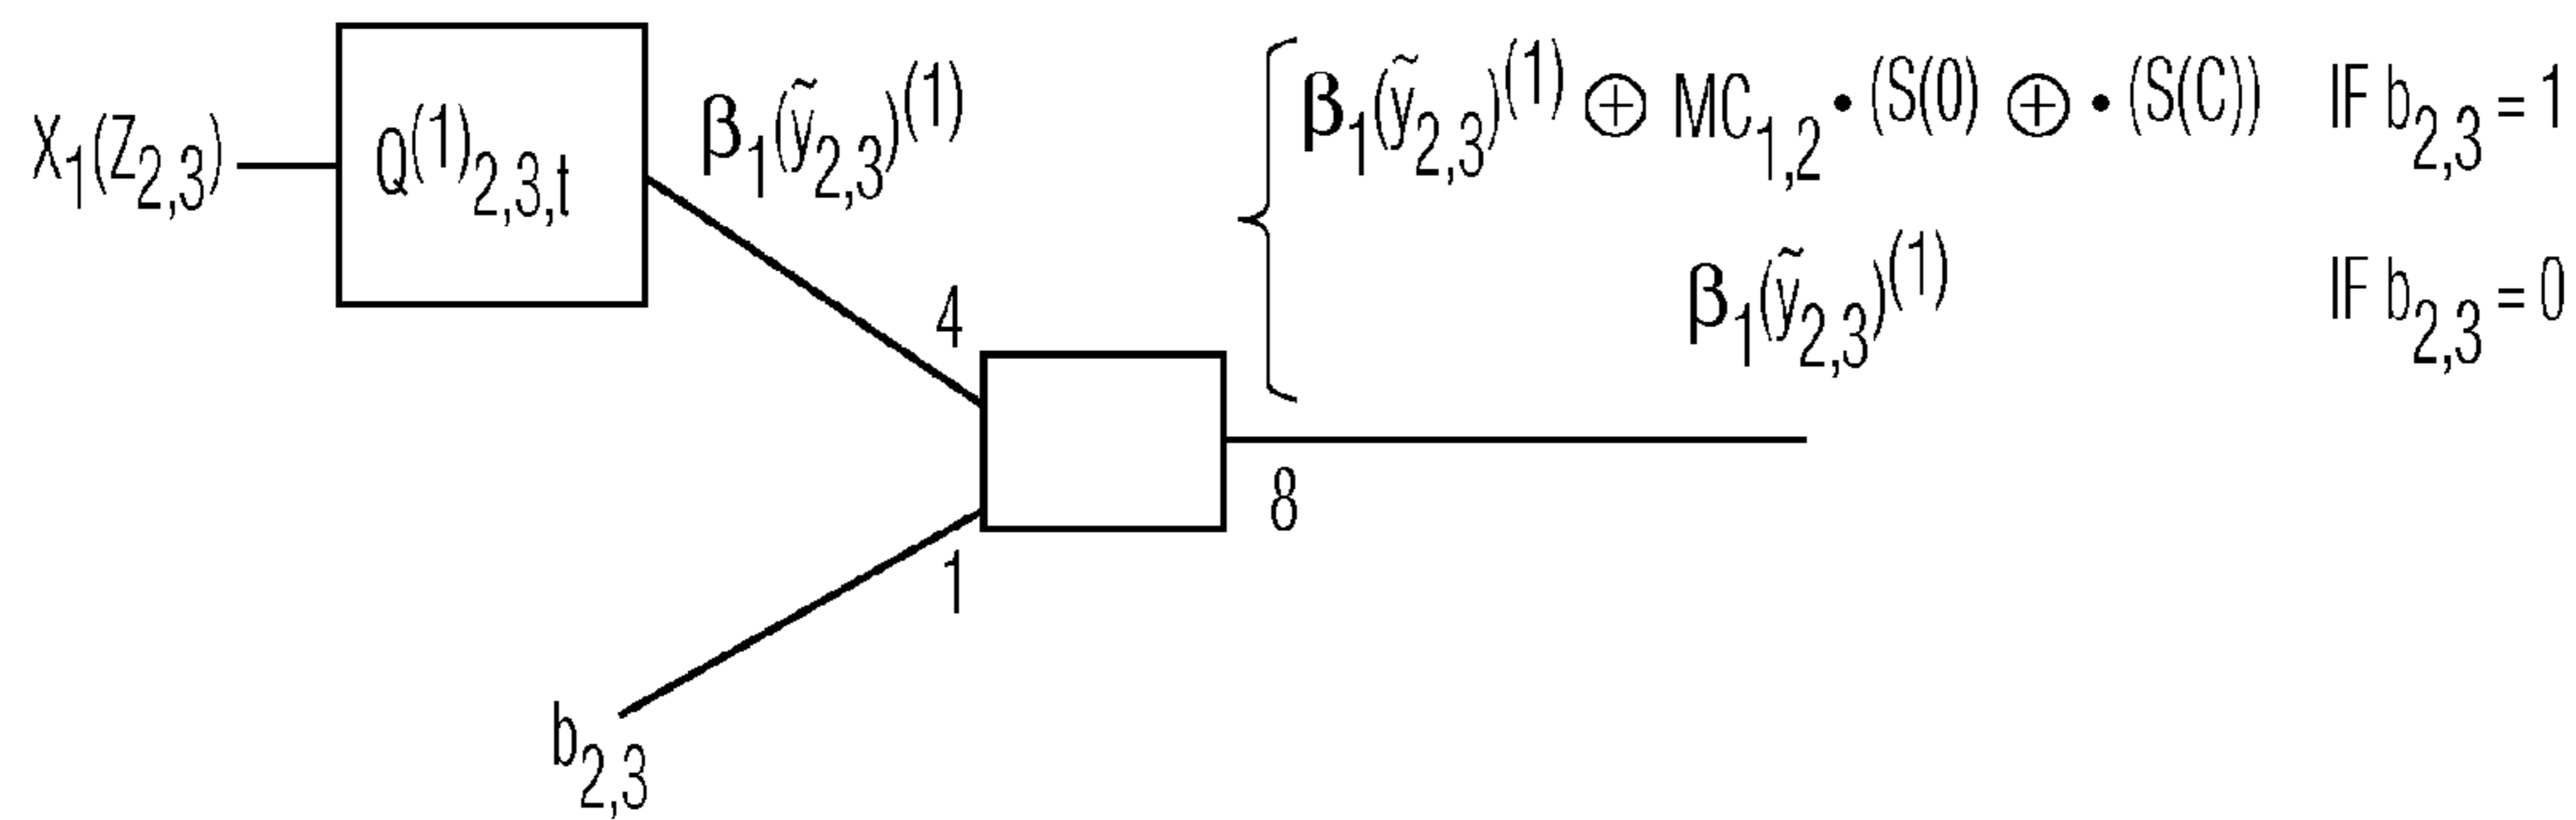 X₁(Z₂,₃)
Q⁽¹⁾₂,₃,t
β₁(ỹ₂,₃)⁽¹⁾
β₁(ỹ₂,₃)⁽¹⁾ ⊕ MC₁,₂ • (S(0) ⊕ • (S(C)) IF b₂,₃ = 1
β₁(ỹ₂,₃)⁽¹⁾ IF b₂,₃ = 0
4
8
1
b₂,₃